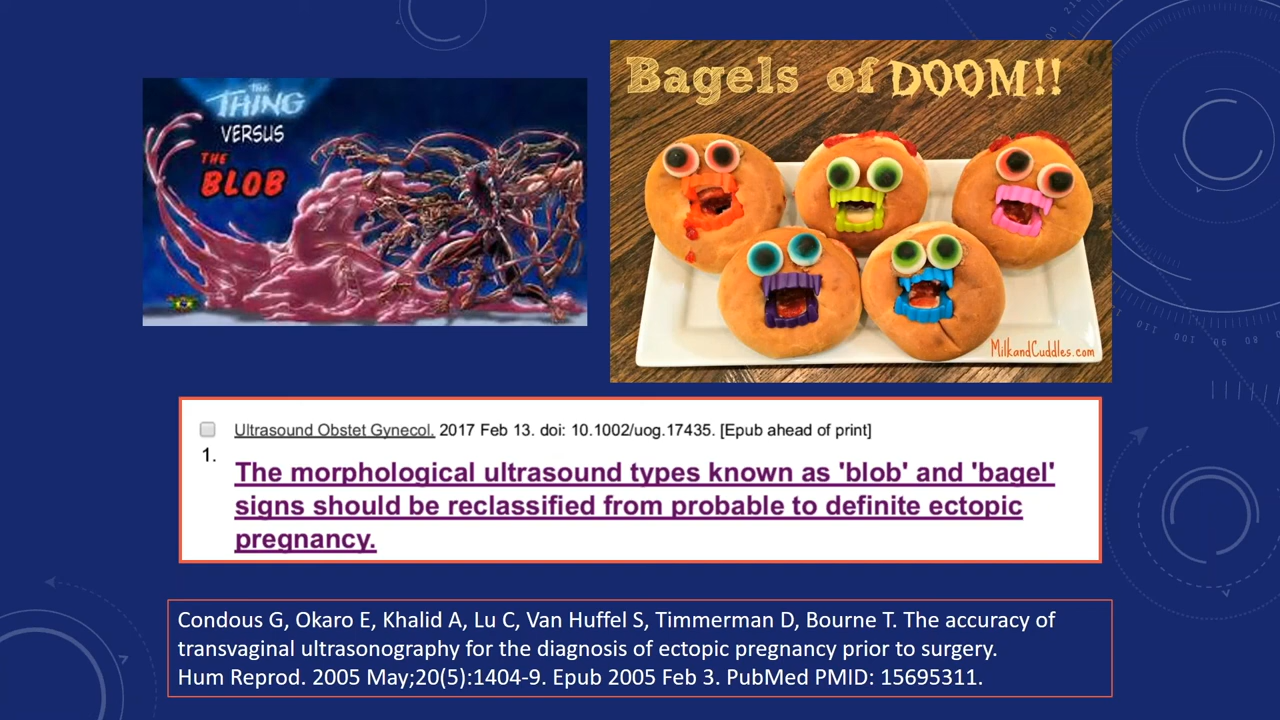 THE
THING
VERSUS
THE
BLOB
Bagels of DOOM!!
MilkandCuddles.com
Ultrasound Obstet Gynecol. 2017 Feb 13. doi: 10.1002/uog.17435. [Epub ahead of print]
1.
The morphological ultrasound types known as 'blob' and 'bagel'
signs should be reclassified from probable to definite ectopic
pregnancy.
Condous G, Okaro E, Khalid A, Lu C, Van Huffel S, Timmerman D, Bourne T. The accuracy of
transvaginal ultrasonography for the diagnosis of ectopic pregnancy prior to surgery.
Hum Reprod. 2005 May;20(5):1404-9. Epub 2005 Feb 3. PubMed PMID: 15695311.